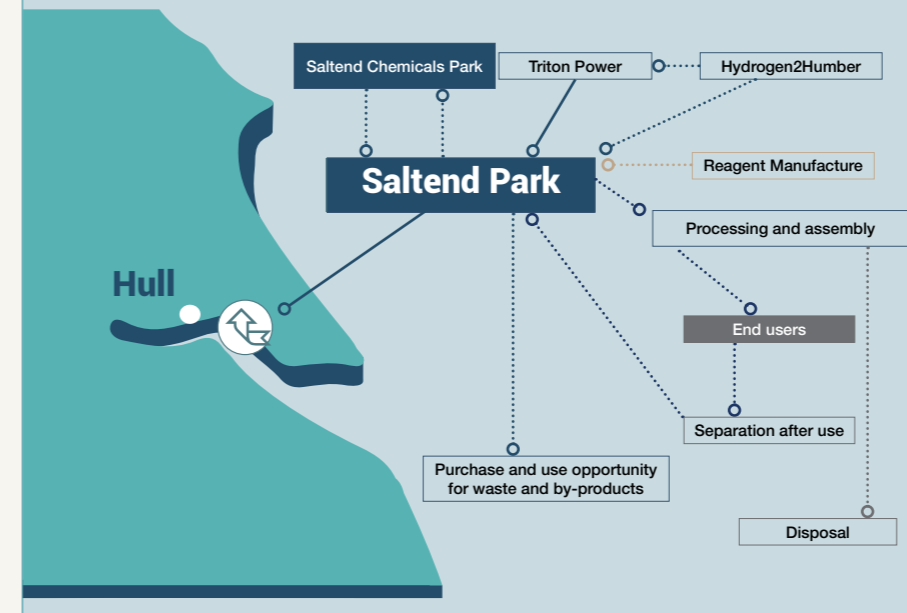 Saltend Chemicals Park
Triton Power
Hydrogen2Humber
Reagent Manufacture
Saltend Park
Processing and assembly
Hull
End users
Separation after use
Purchase and use opportunity
for waste and by-products
Disposal